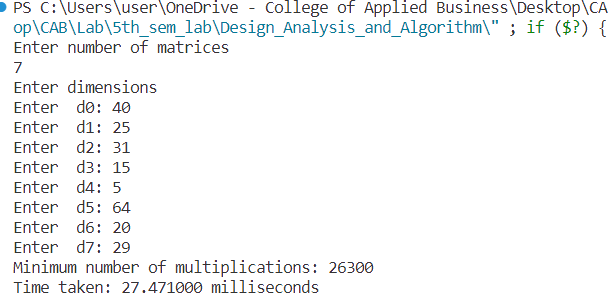 PS C:\Users\user\OneDrive - College of Applied Business\Desktop\CA
op\CAB\Lab\5th_sem_lab\Design_Analysis_and_Algorithm\" ; if ($?) {
Enter number of matrices
7
Enter dimensions
Enter  d0: 40
Enter  d1: 25
Enter  d2: 31
Enter  d3: 15
Enter  d4: 5
Enter  d5: 64
Enter  d6: 20
Enter  d7: 29
Minimum number of multiplications: 26300
Time taken: 27.471000 milliseconds